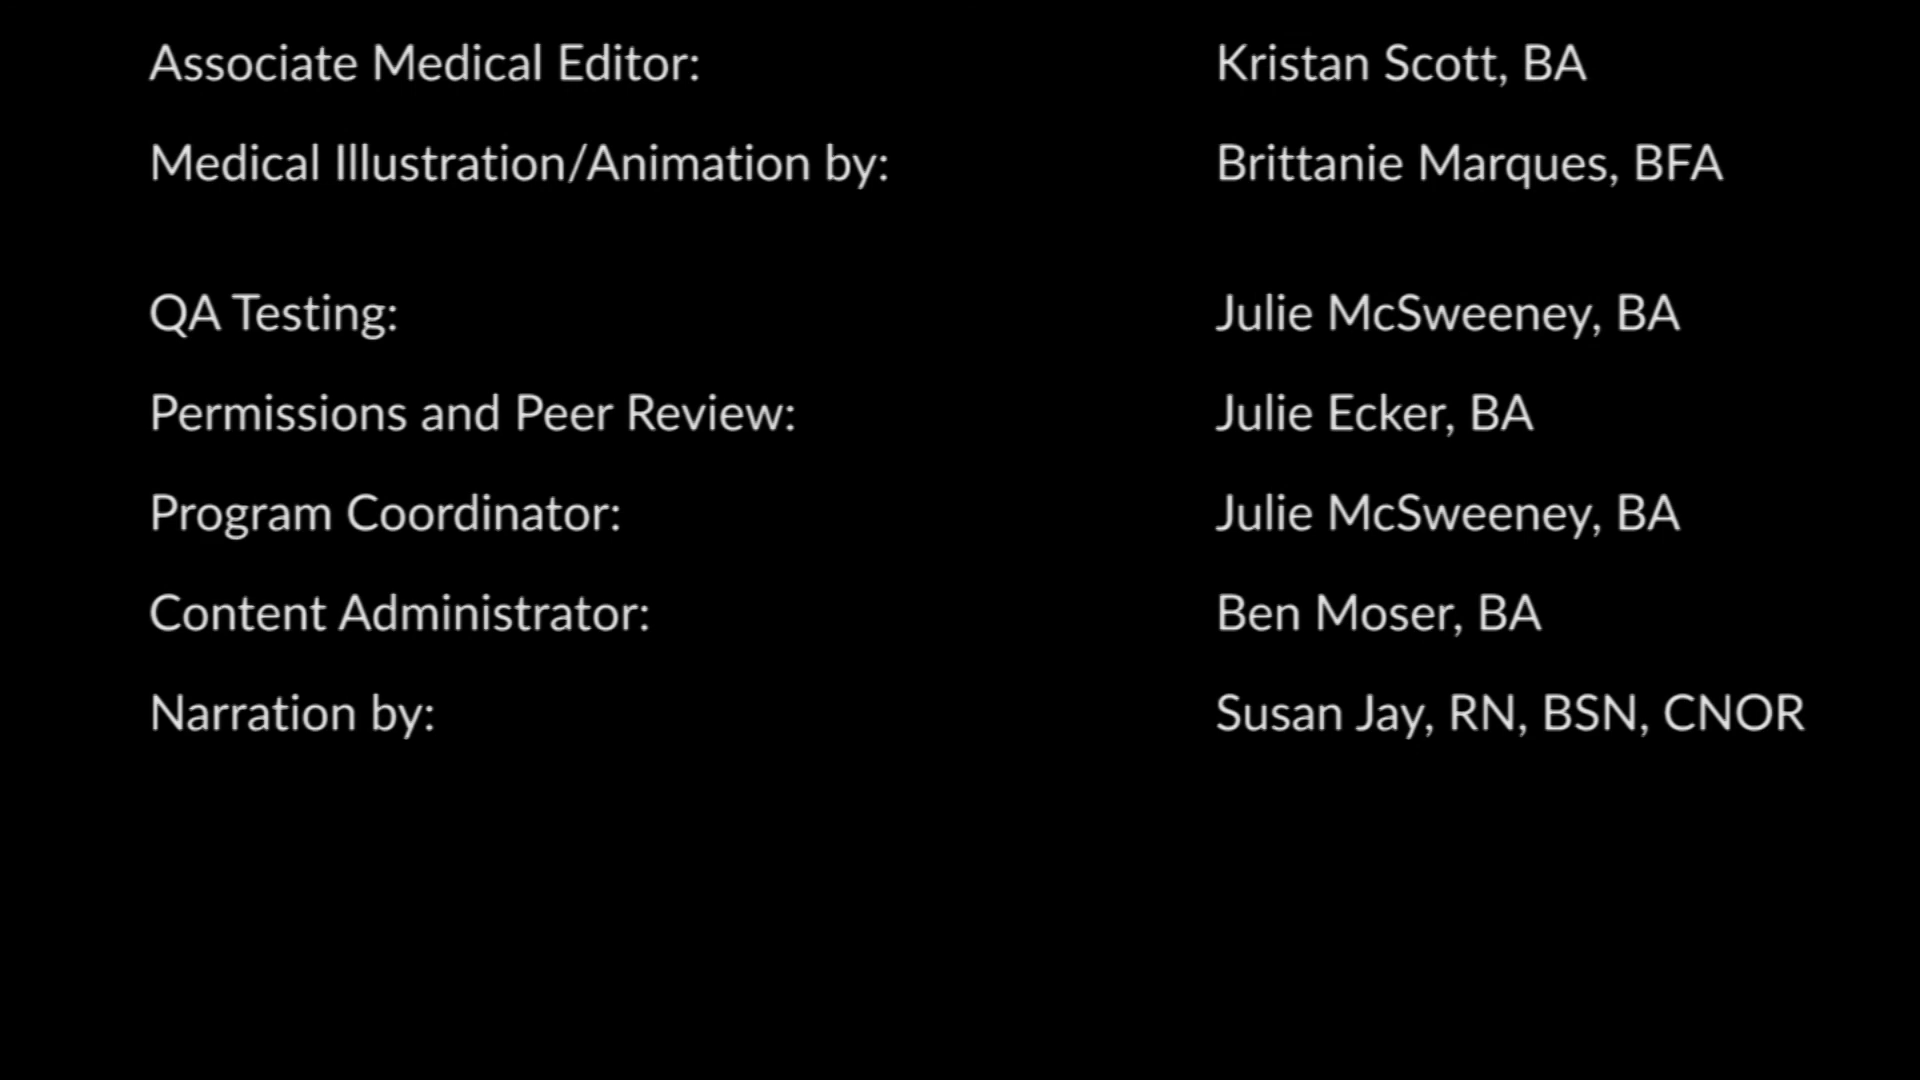 Associate Medical Editor: Kristan Scott, BA
Medical Illustration/Animation by: Brittanie Marques, BFA
QA Testing: Julie McSweeney, BA
Permissions and Peer Review: Julie Ecker, BA
Program Coordinator: Julie McSweeney, BA
Content Administrator: Ben Moser, BA
Narration by: Susan Jay, RN, BSN, CNOR